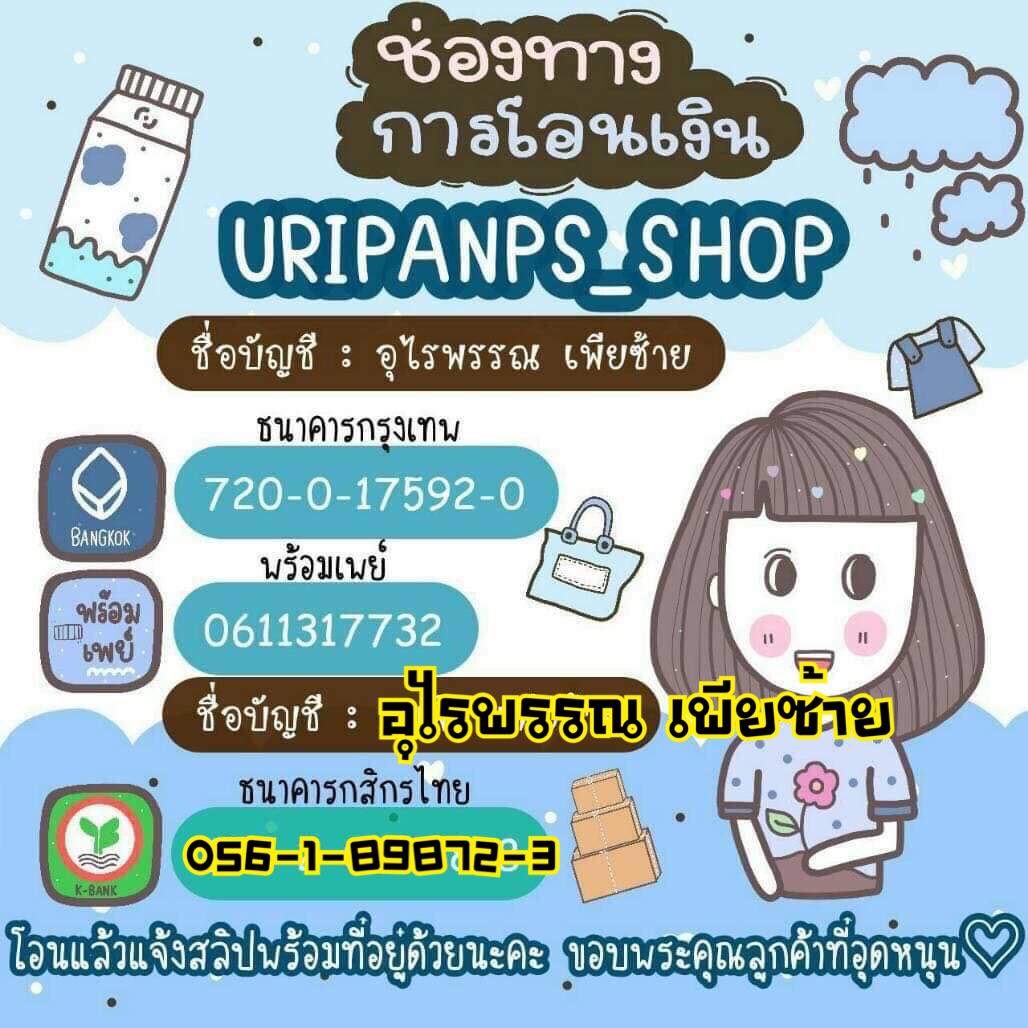 ช่องทาง
การโอนเงิน
URIPANPS_SHOP
ชื่อบัญชี : อุไรพรรณ เพียซ้าย
ธนาคารกรุงเทพ
BANGKOK
720-0-17592-0
พร้อมเพย์
พร้อม
เพย์
0611317732
ชื่อบัญชี : อุไรพรรณ เพียซ้าย
ธนาคารกสิกรไทย
K-BANK
056-1-89872-3
โอนแล้วแจ้งสลิปพร้อมที่อยู่ด้วยนะคะ ขอบพระคุณลูกค้าที่อุดหนุน